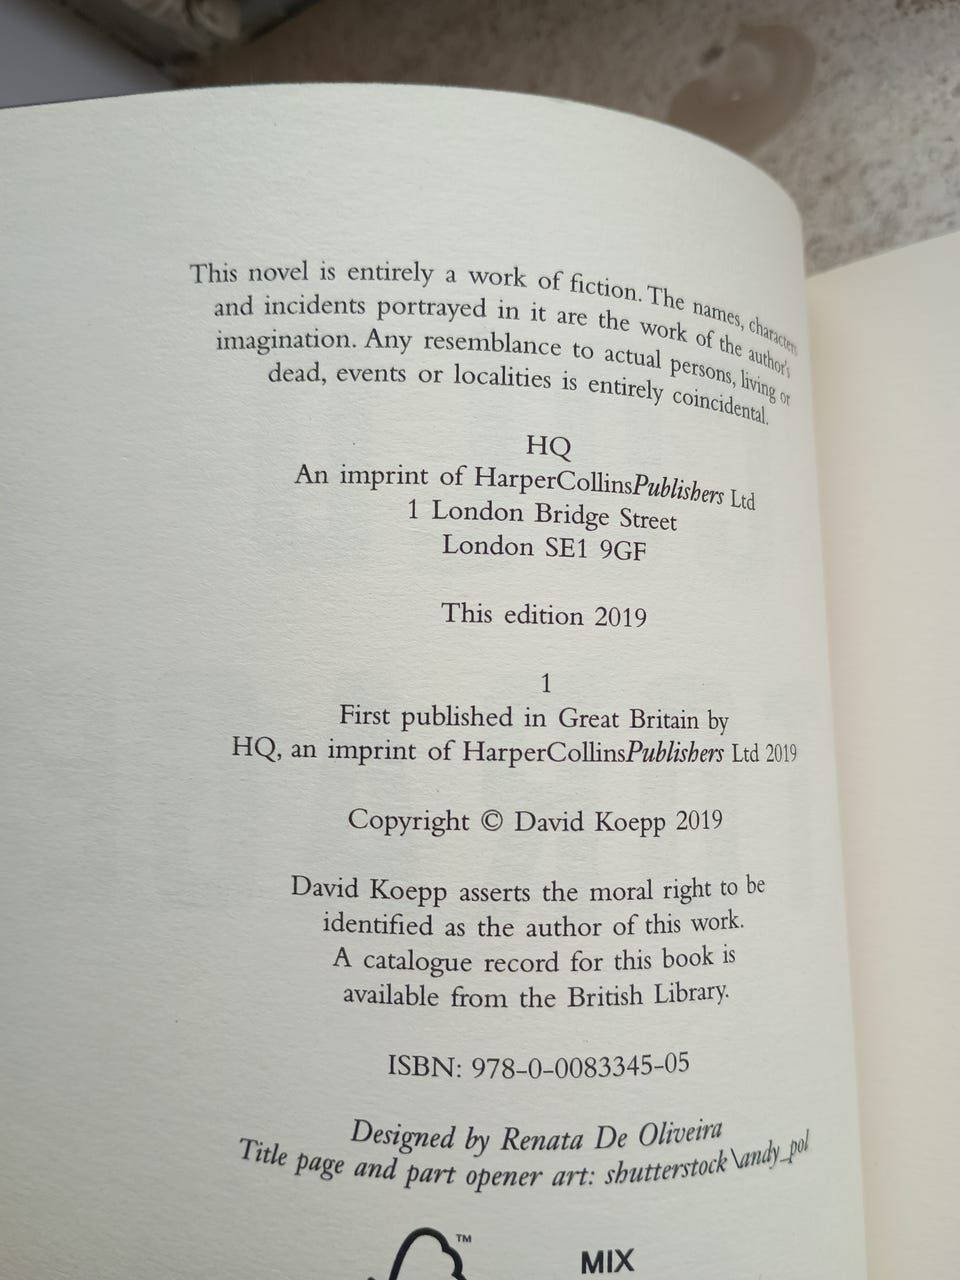 This novel is entirely a work of fiction. The names, characters
and incidents portrayed in it are the work of the author's
imagination. Any resemblance to actual persons, living or
dead, events or localities is entirely coincidental.
HQ
An imprint of HarperCollinsPublishers Ltd
1 London Bridge Street
London SE1 9GF
This edition 2019
1
First published in Great Britain by
HQ, an imprint of HarperCollinsPublishers Ltd 2019
Copyright © David Koepp 2019
David Koepp asserts the moral right to be
identified as the author of this work.
A catalogue record for this book is
available from the British Library.
ISBN: 978-0-0083345-05
Designed by Renata De Oliveira
Title page and part opener art: shutterstock\andy_pol
™
MIX